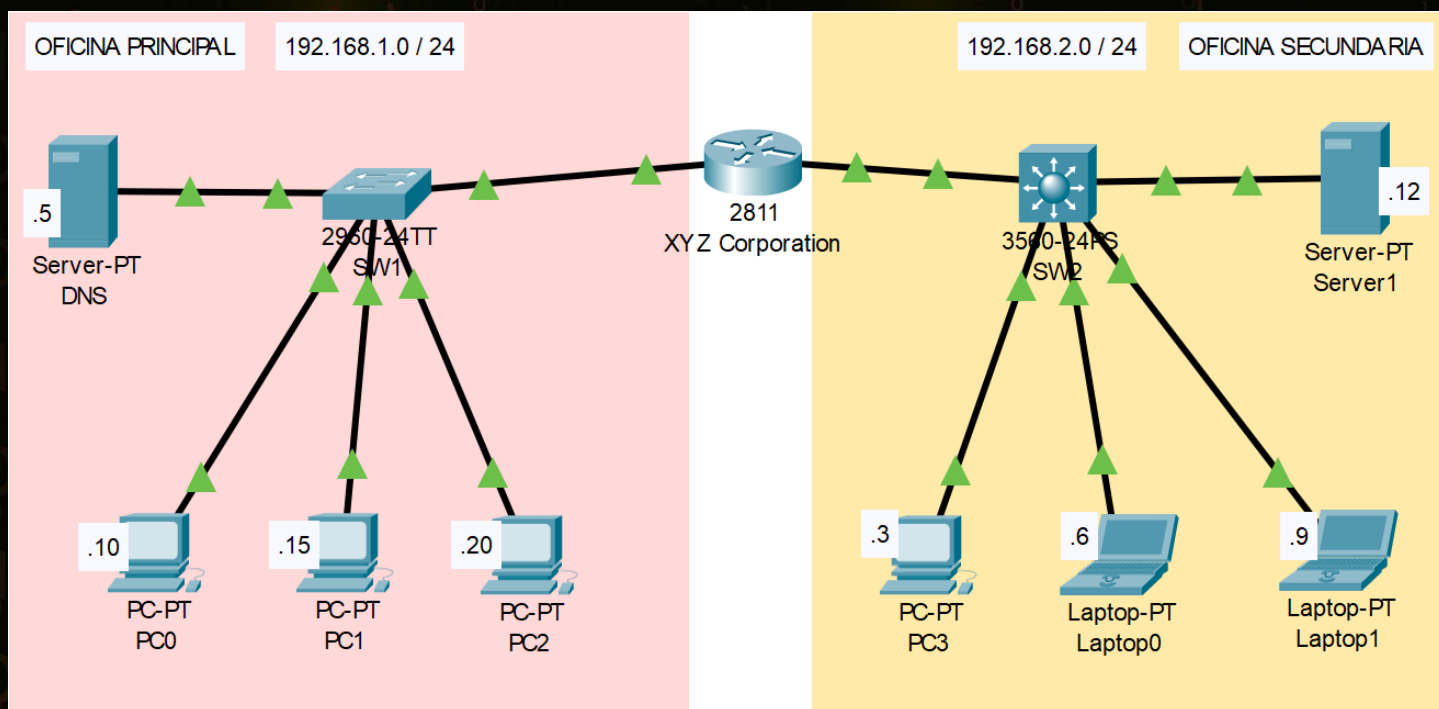 OFICINA PRINCIPAL
192.168.1.0 / 24
192.168.2.0 / 24
OFICINA SECUNDARIA
.5
Server-PT
DNS
2960-24TT
SW1
2811
XYZ Corporation
3560-24PS
SW2
.12
Server-PT
Server1
.10
PC-PT
PC0
.15
PC-PT
PC1
.20
PC-PT
PC2
.3
PC-PT
PC3
.6
Laptop-PT
Laptop0
.9
Laptop-PT
Laptop1